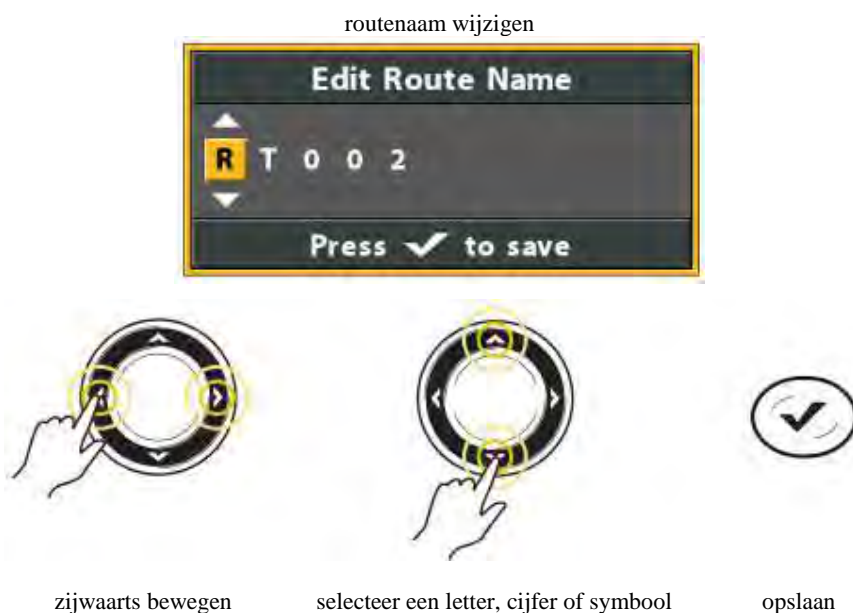 routenaam wijzigen
Edit Route Name
R T 0 0 2
Press ✓ to save
zijwaarts bewegen selecteer een letter, cijfer of symbool opslaan